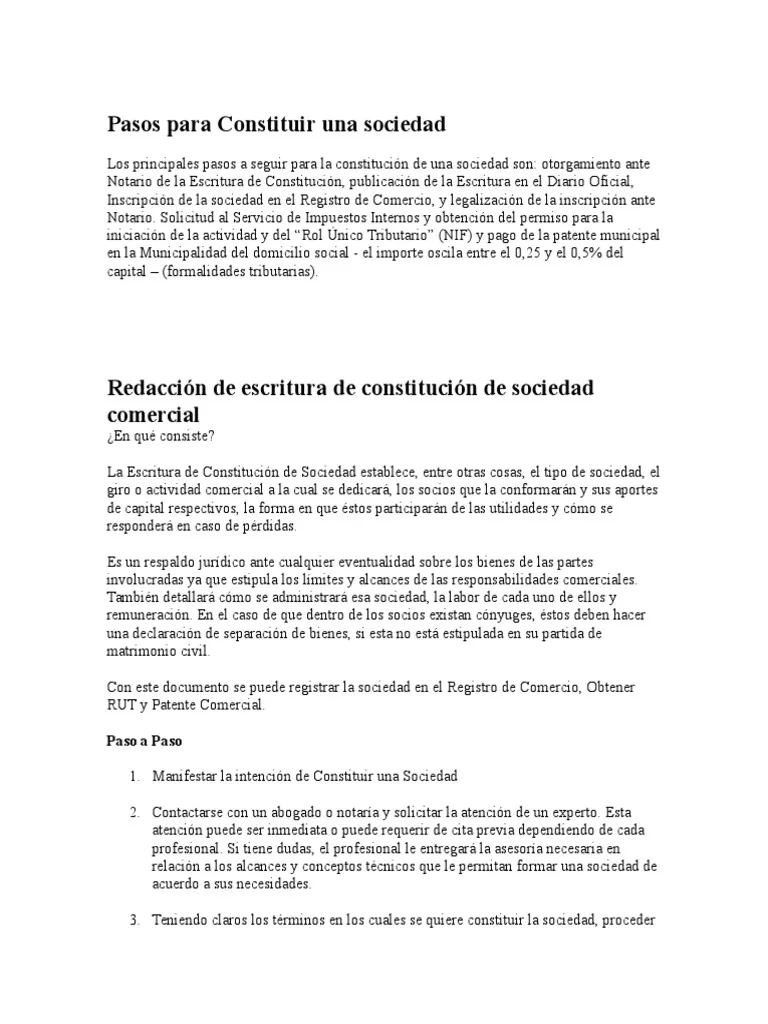 Pasos para Constituir una sociedad
Los principales pasos a seguir para la constitución de una sociedad son: otorgamiento ante
Notario de la Escritura de Constitución, publicación de la Escritura en el Diario Oficial,
Inscripción de la sociedad en el Registro de Comercio, y legalización de la inscripción ante
Notario. Solicitud al Servicio de Impuestos Internos y obtención del permiso para la
iniciación de la actividad y del “Rol Único Tributario” (NIF) y pago de la patente municipal
en la Municipalidad del domicilio social - el importe oscila entre el 0,25 y el 0,5% del
capital – (formalidades tributarias).
Redacción de escritura de constitución de sociedad
comercial
¿En qué consiste?
La Escritura de Constitución de Sociedad establece, entre otras cosas, el tipo de sociedad, el
giro o actividad comercial a la cual se dedicará, los socios que la conformarán y sus aportes
de capital respectivos, la forma en que éstos participarán de las utilidades y cómo se
responderá en caso de pérdidas.
Es un respaldo jurídico ante cualquier eventualidad sobre los bienes de las partes
involucradas ya que estipula los límites y alcances de las responsabilidades comerciales.
También detallará cómo se administrará esa sociedad, la labor de cada uno de ellos y
remuneración. En el caso de que dentro de los socios existan cónyuges, éstos deben hacer
una declaración de separación de bienes, si esta no está estipulada en su partida de
matrimonio civil.
Con este documento se puede registrar la sociedad en el Registro de Comercio, Obtener
RUT y Patente Comercial.
Paso a Paso
1. Manifestar la intención de Constituir una Sociedad
2. Contactarse con un abogado o notaría y solicitar la atención de un experto. Esta
atención puede ser inmediata o puede requerir de cita previa dependiendo de cada
profesional. Si tiene dudas, el profesional le entregará la asesoría necesaria en
relación a los alcances y conceptos técnicos que le permitan formar una sociedad de
acuerdo a sus necesidades.
3. Teniendo claros los términos en los cuales se quiere constituir la sociedad, proceder